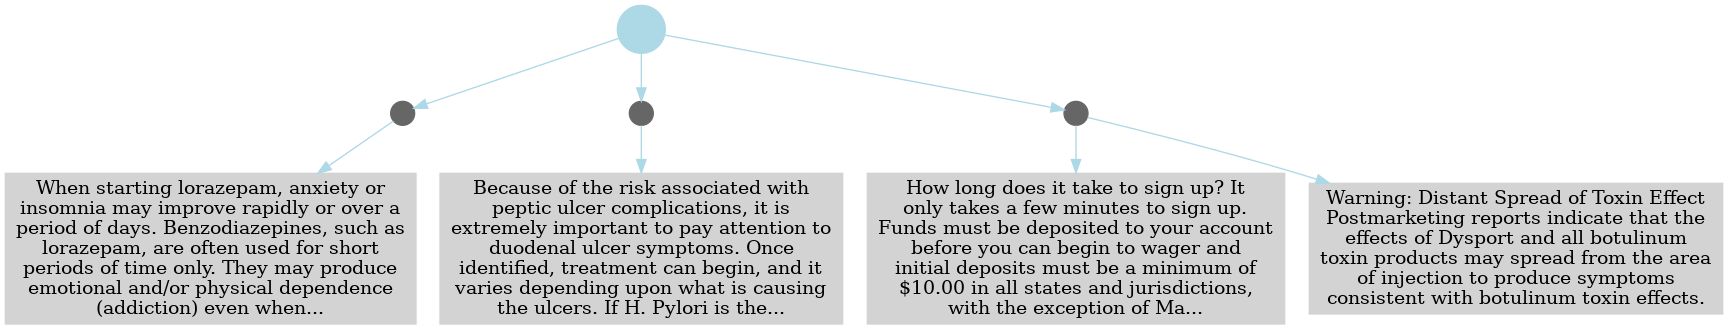 When starting lorazepam, anxiety or
insomnia may improve rapidly or over a
period of days. Benzodiazepines, such as
lorazepam, are often used for short
periods of time only. They may produce
emotional and/or physical dependence
(addiction) even when...
Because of the risk associated with
peptic ulcer complications, it is
extremely important to pay attention to
duodenal ulcer symptoms. Once
identified, treatment can begin, and it
varies depending upon what is causing
the ulcers. If H. Pylori is the...
How long does it take to sign up? It
only takes a few minutes to sign up.
Funds must be deposited to your account
before you can begin to wager and
initial deposits must be a minimum of
$10.00 in all states and jurisdictions,
with the exception of Ma...
Warning: Distant Spread of Toxin Effect
Postmarketing reports indicate that the
effects of Dysport and all botulinum
toxin products may spread from the area
of injection to produce symptoms
consistent with botulinum toxin effects.